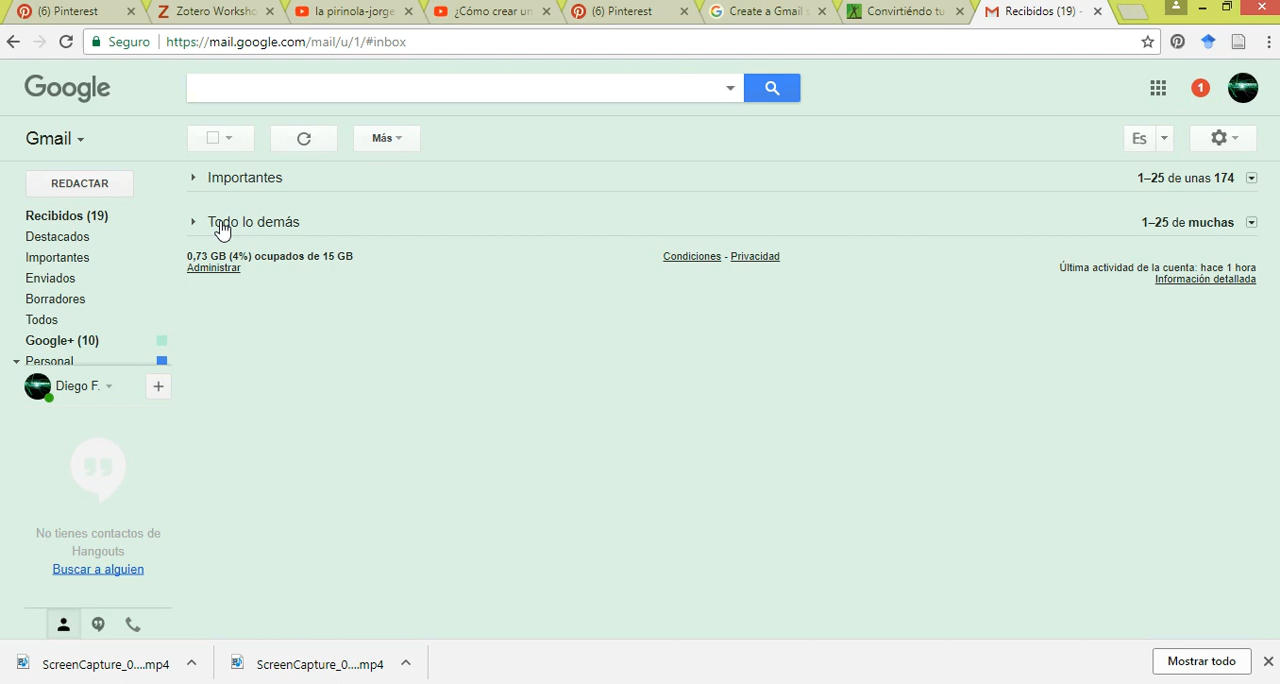 (6) Pinterest
Zotero Worksho
la pirinola-jorge
¿Cómo crear un
(6) Pinterest
Create a Gmail s
Convirtiéndo tu
Recibidos (19) -
Seguro
https://mail.google.com/mail/u/1/#inbox
Google
1
Gmail
Más
Es
REDACTAR
Importantes
1–25 de unas 174
Recibidos (19)
Todo lo demás
1–25 de muchas
Destacados
0,73 GB (4%) ocupados de 15 GB
Administrar
Condiciones - Privacidad
Última actividad de la cuenta: hace 1 hora
Información detallada
Importantes
Enviados
Borradores
Todos
Google+ (10)
Personal
Diego F.
+
No tienes contactos de
Hangouts
Buscar a alguien
ScreenCapture_0....mp4
ScreenCapture_0....mp4
Mostrar todo